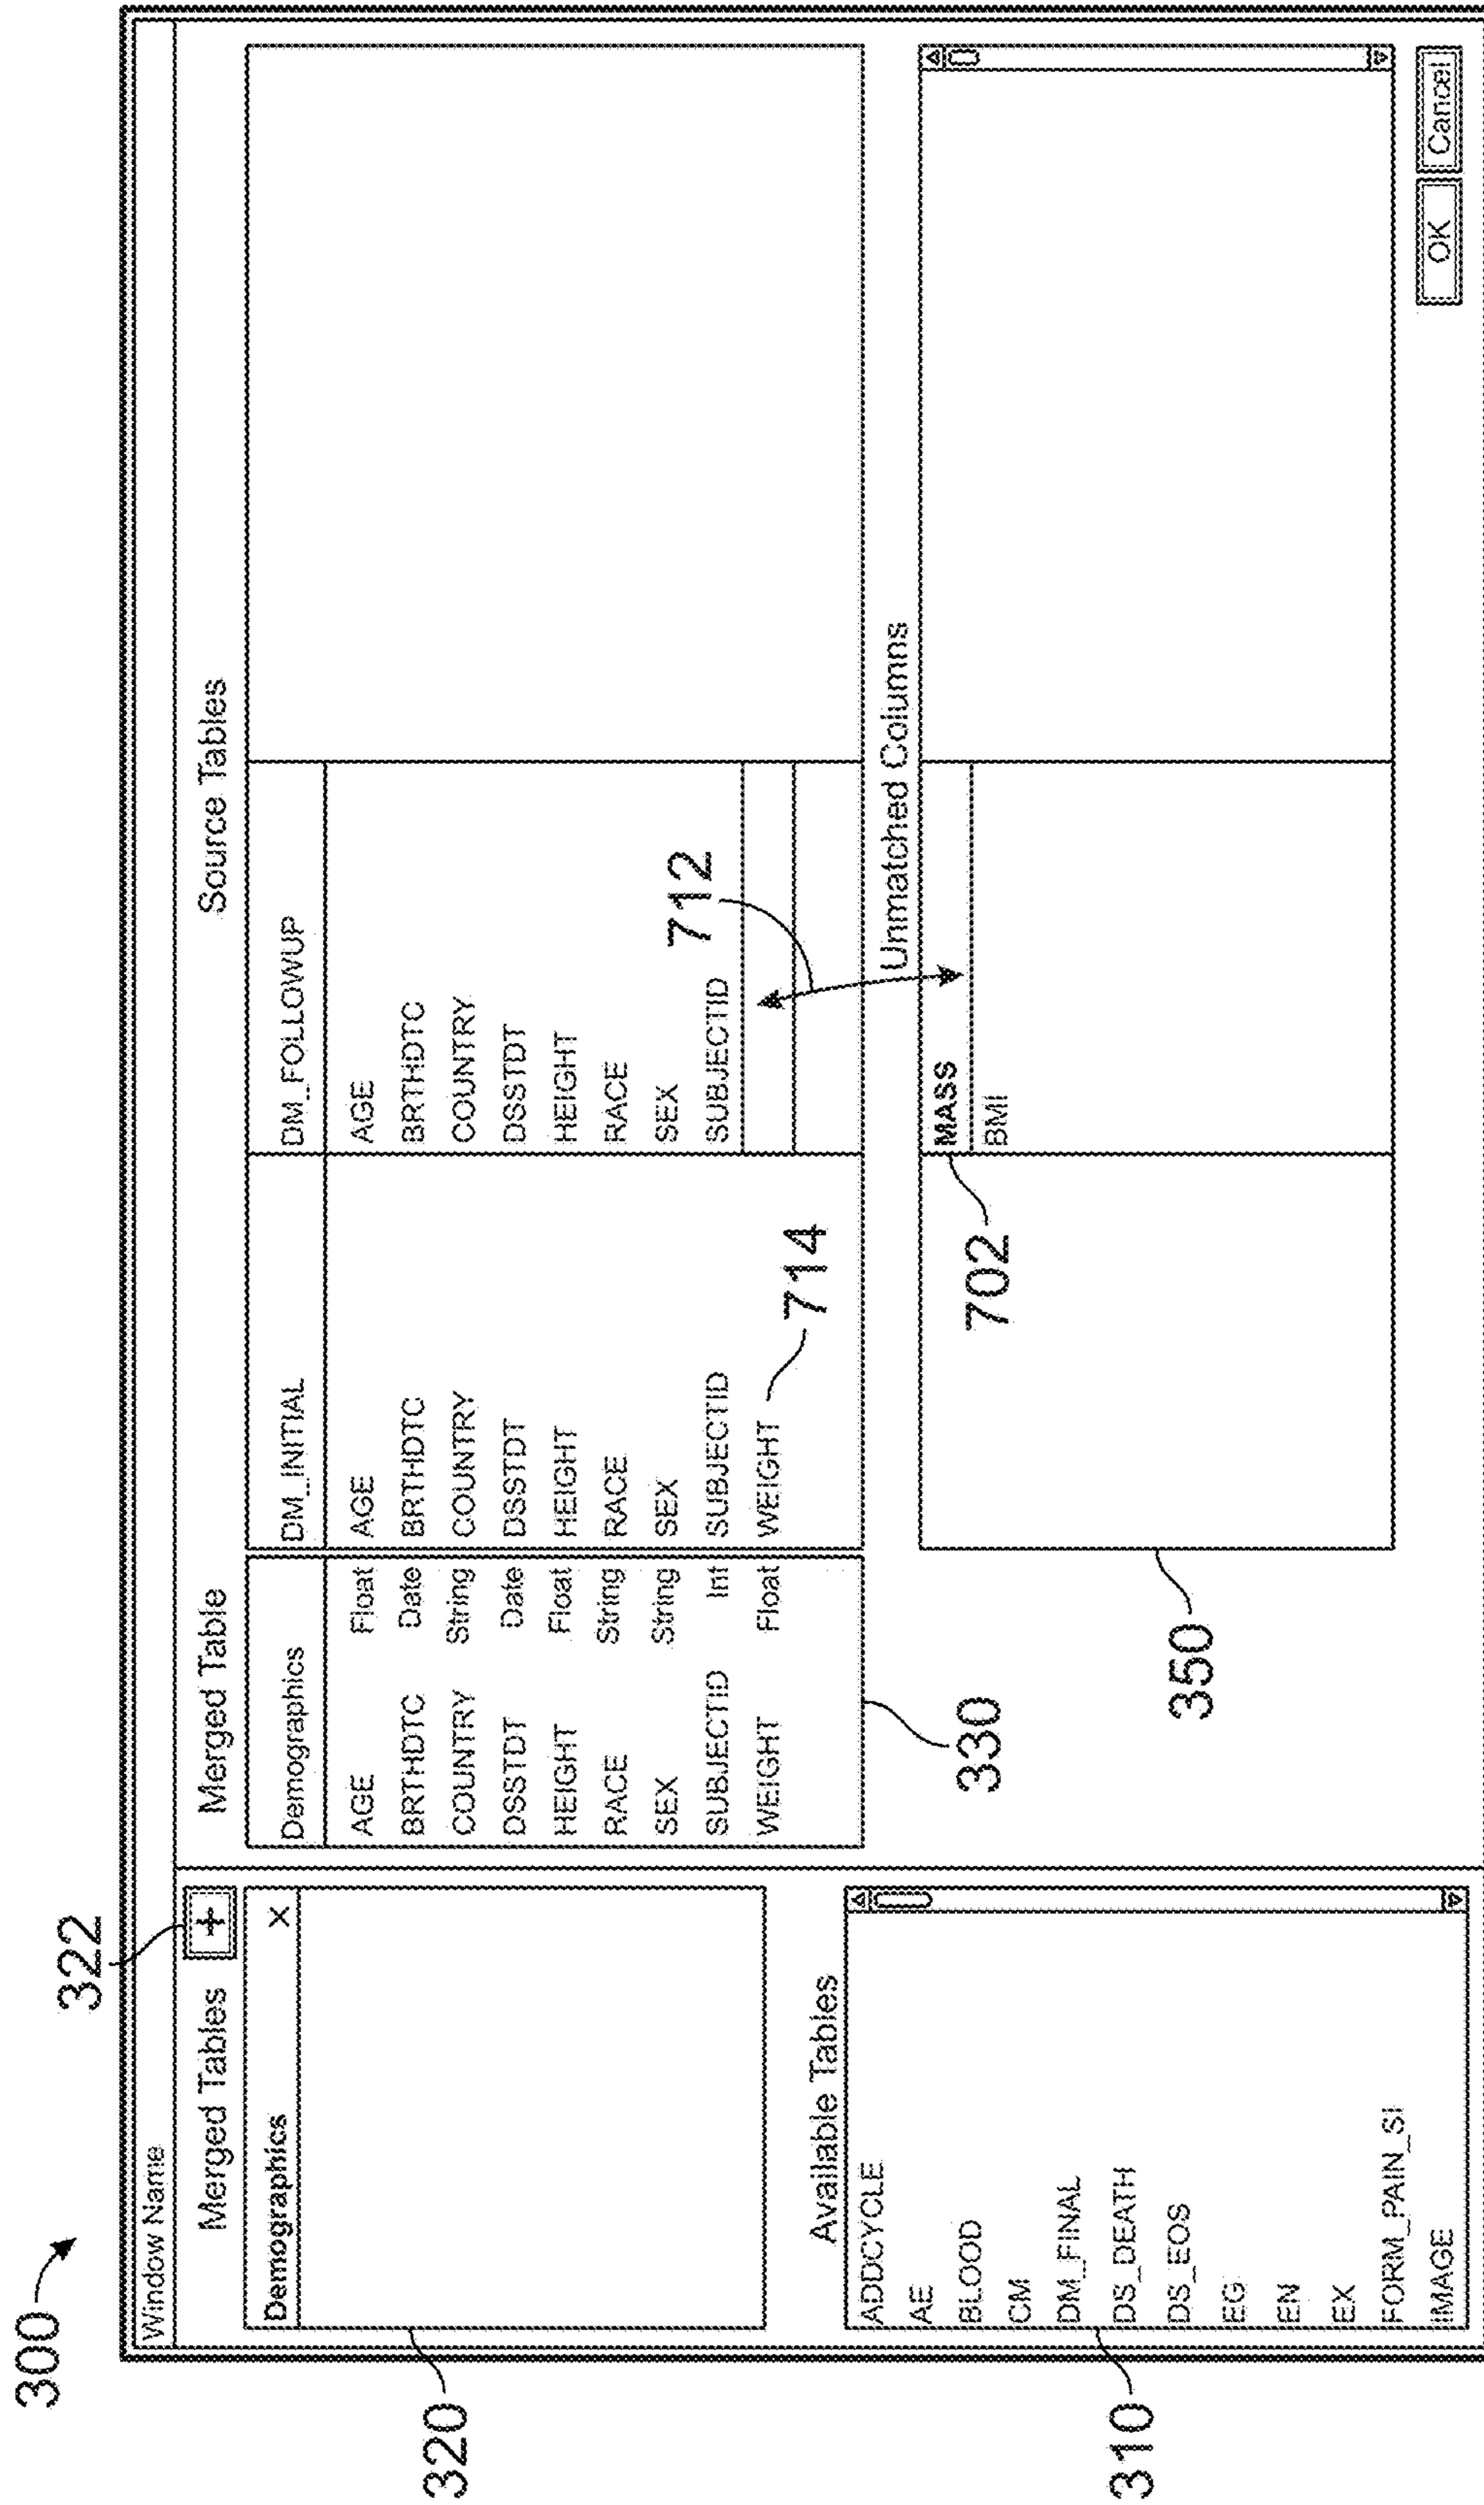 300
322
Window Name
Merged Tables
+
Demographics
X
320
Available Tables
ADDCYCLE
AE
BLOOD
CM
DM_FINAL
DS_DEATH
DS_EOS
EG
EN
EX
FORM_PAIN_SI
IMAGE
310
Merged Table
Demographics
AGE Float
BRTHDTC Date
COUNTRY String
DSSTDT Date
HEIGHT Float
RACE String
SEX String
SUBJECTID Int
WEIGHT Float
330
Source Tables
DM_INITIAL
AGE
BRTHDTC
COUNTRY
DSSTDT
HEIGHT
RACE
SEX
SUBJECTID
WEIGHT
714
DM_FOLLOWUP
AGE
BRTHDTC
COUNTRY
DSSTDT
HEIGHT
RACE
SEX
SUBJECTID
712
Unmatched Columns
MASS
BMI
702
350
OK
Cancel